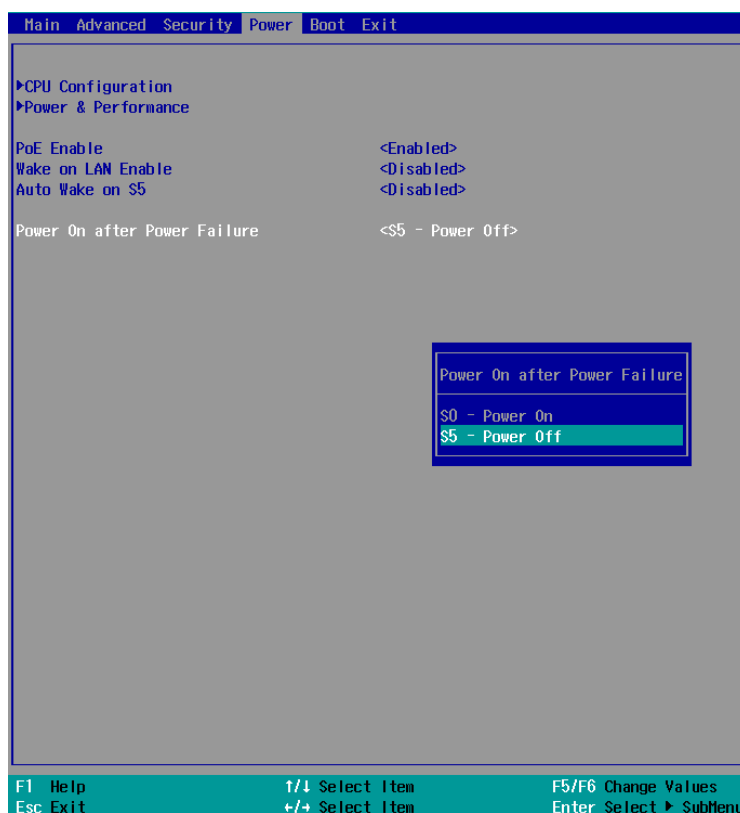 Main Advanced Security Power Boot Exit
▶CPU Configuration
▶Power & Performance
PoE Enable <Enabled>
Wake on LAN Enable <Disabled>
Auto Wake on S5 <Disabled>
Power On after Power Failure <S5 - Power Off>
Power On after Power Failure
S0 - Power On
S5 - Power Off
F1 Help ↑/↓ Select Item F5/F6 Change Values
Esc Exit ←/→ Select Item Enter Select ▶ SubMenu